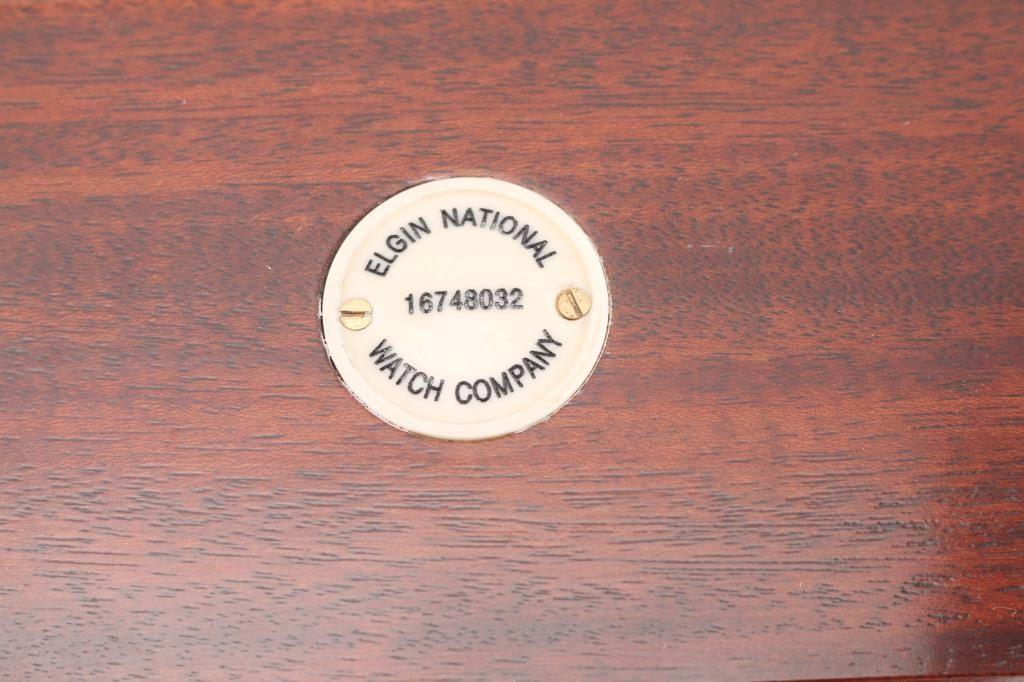 ELGIN NATIONAL
16748032
WATCH COMPANY